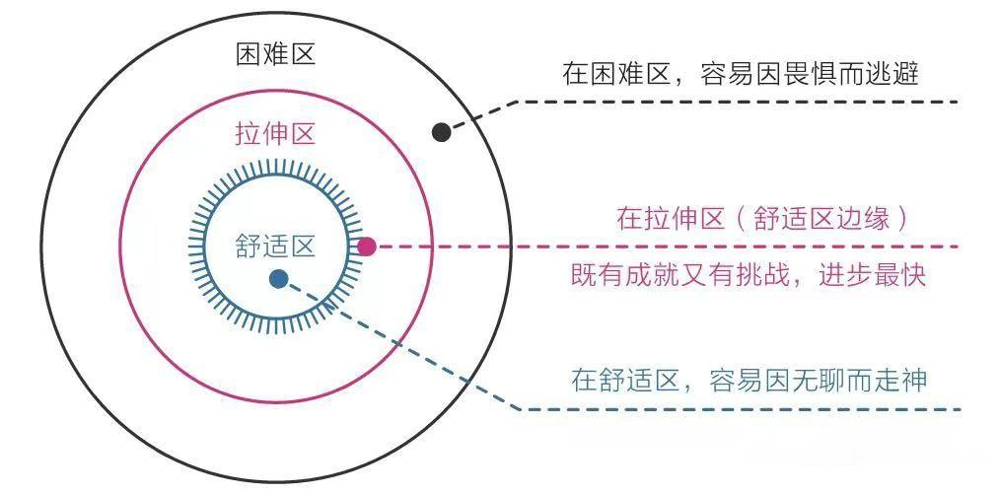 困难区
在困难区，容易因畏惧而逃避
拉伸区
在拉伸区（舒适区边缘）
舒适区
既有成就又有挑战，进步最快
在舒适区，容易因无聊而走神